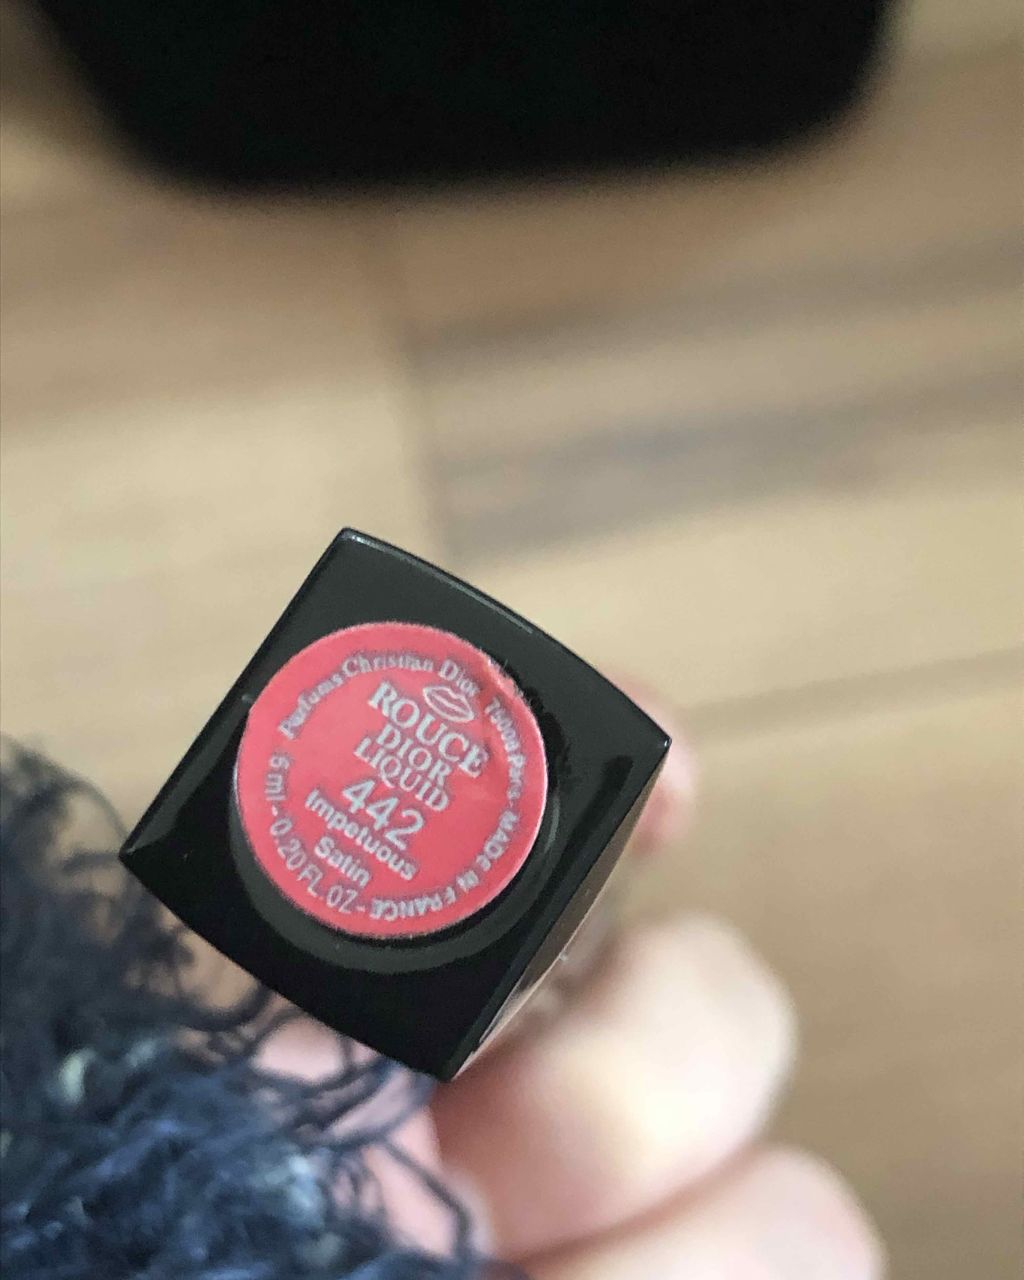 Parfums Christian Dior 75008 Paris - MADE IN FRANCE
ROUGE
DIOR
LIQUID
442
Impetuous
Satin
6 ml - 0.20 FL.OZ -